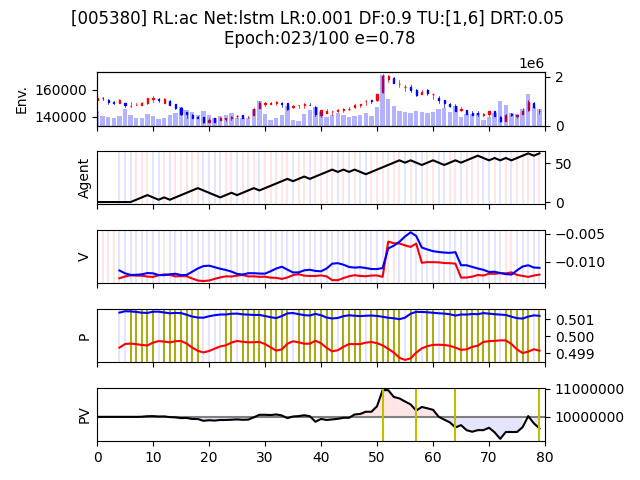 [005380] RL:ac Net:lstm LR:0.001 DF:0.9 TU:[1,6] DRT:0.05
Epoch:023/100 e=0.78
1e6
Env.
160000
140000
2
0
Agent
50
0
V
−0.005
−0.010
P
0.501
0.500
0.499
PV
11000000
10000000
0 10 20 30 40 50 60 70 80